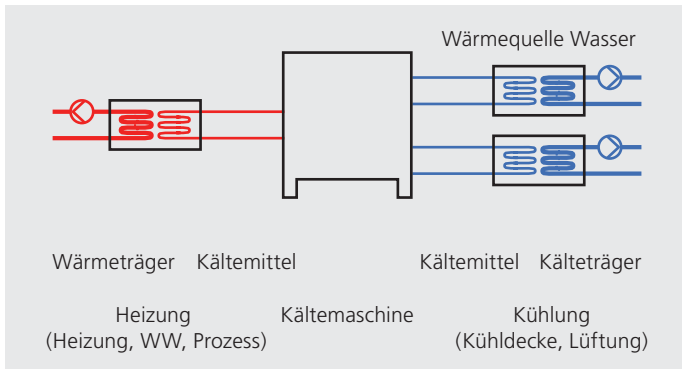 Wärmequelle Wasser
Wärmeträger Kältemittel Kältemittel Kälteträger
Heizung Kältemaschine Kühlung
(Heizung, WW, Prozess) (Kühldecke, Lüftung)